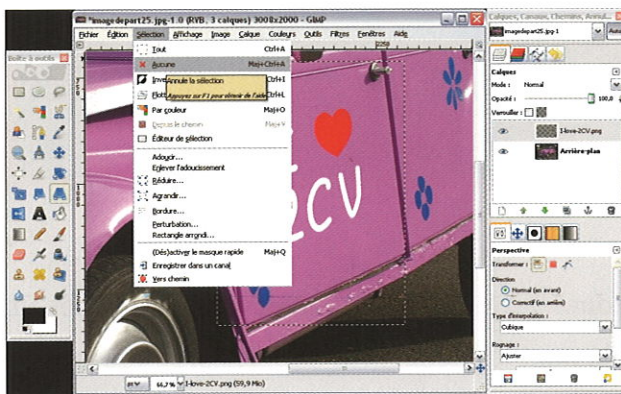 *imagedepart25.jpg-1.0 (RVB, 3 calques) 3008x2000 - GIMP
Fichier Édition Sélection Affichage Image Calque Couleurs Outils Filtres Fenêtres Aide
Tout Ctrl+A
Aucune Maj+Ctrl+A
Annule la sélection Ctrl+I
Appuyez sur F1 pour obtenir de l'aide Ctrl+L
Par couleur Maj+O
Depuis le chemin Maj+V
Éditeur de sélection
Adoucir...
Enlever l'adoucissement
Réduire...
Agrandir...
Bordure...
Perturbation...
Rectangle arrondi...
(Dés)activer le masque rapide Maj+Q
Enregistrer dans un canal
Vers chemin
2CV
66,7 % I-love-2CV.png (59,9 Mio)
Boîte à outils
Calques, Canaux, Chemins, Annul...
imagedepart25.jpg-1
Auto
Calques
Mode : Normal
Opacité : 100,0
Verrouiller :
I-love-2CV.png
Arrière-plan
Perspective
Transformer :
Direction
Normal (en avant)
Correctif (en arrière)
Type d'interpolation :
Cubique
Rognage :
Ajuster